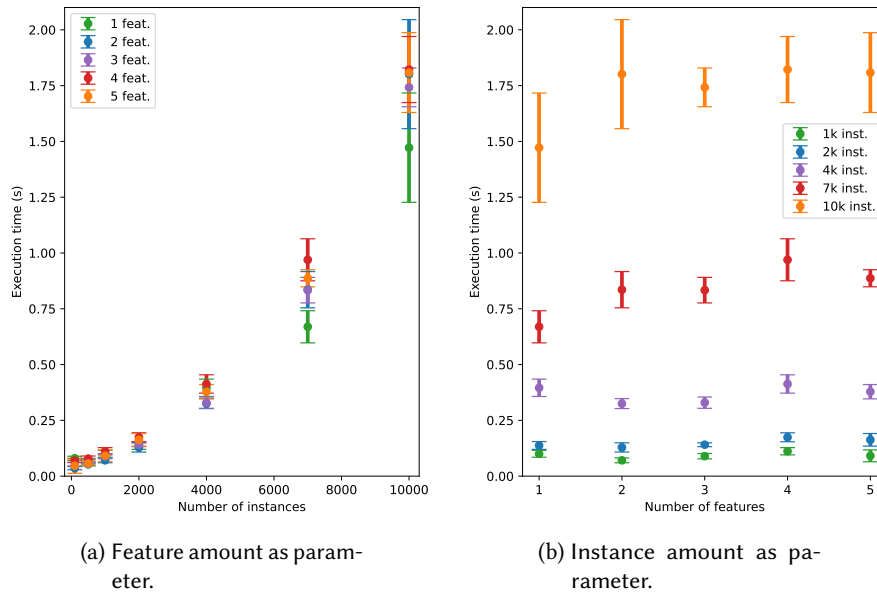 1 feat.
2 feat.
3 feat.
4 feat.
5 feat.
2.00
1.75
1.50
1.25
1.00
0.75
0.50
0.25
0.00
Execution time (s)
0 2000 4000 6000 8000 10000
Number of instances
(a) Feature amount as param-
eter.
2.00
1.75
1.50
1.25
1.00
0.75
0.50
0.25
0.00
Execution time (s)
1k inst.
2k inst.
4k inst.
7k inst.
10k inst.
1 2 3 4 5
Number of features
(b) Instance amount as pa-
rameter.